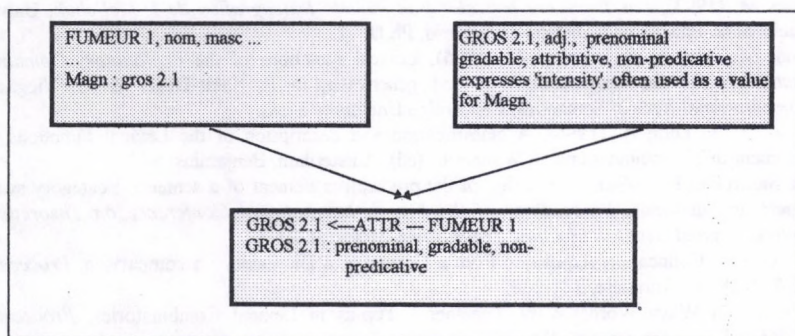 FUMEUR 1, nom, masc ...
Magn : gros 2.1
GROS 2.1, adj., prenominal
gradable, attributive, non-predicative
expresses 'intensity', often used as a value
for Magn.
GROS 2.1 <---ATTR --- FUMEUR 1
GROS 2.1 : prenominal, gradable, non-
predicative